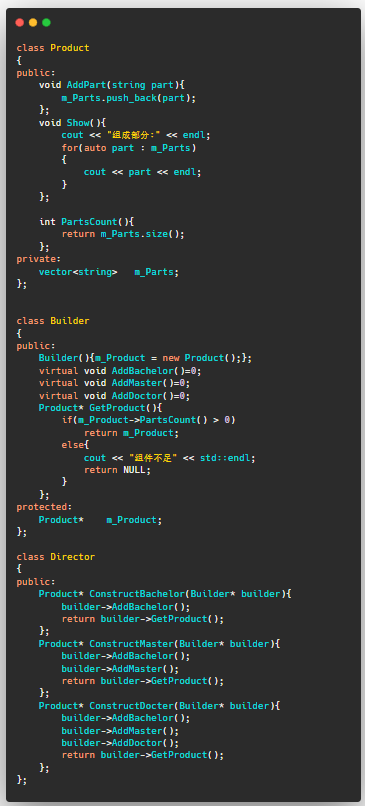 class Product
{
public:
    void AddPart(string part){
        m_Parts.push_back(part);
    };
    void Show(){
        cout << "组成部分:" << endl;
        for(auto part : m_Parts)
        {
            cout << part << endl;
        }
    };

    int PartsCount(){
        return m_Parts.size();
    };
private:
    vector<string>   m_Parts;
};


class Builder
{
public:
    Builder(){m_Product = new Product();};
    virtual void AddBachelor()=0;
    virtual void AddMaster()=0;
    virtual void AddDoctor()=0;
    Product* GetProduct(){
        if(m_Product->PartsCount() > 0)
            return m_Product;
        else{
            cout << "组件不足" << std::endl;
            return NULL;
        }
    };
protected:
    Product*    m_Product;
};

class Director
{
public:
    Product* ConstructBachelor(Builder* builder){
        builder->AddBachelor();
        return builder->GetProduct();
    };
    Product* ConstructMaster(Builder* builder){
        builder->AddBachelor();
        builder->AddMaster();
        return builder->GetProduct();
    };
    Product* ConstructDocter(Builder* builder){
        builder->AddBachelor();
        builder->AddMaster();
        builder->AddDoctor();
        return builder->GetProduct();
    };
};